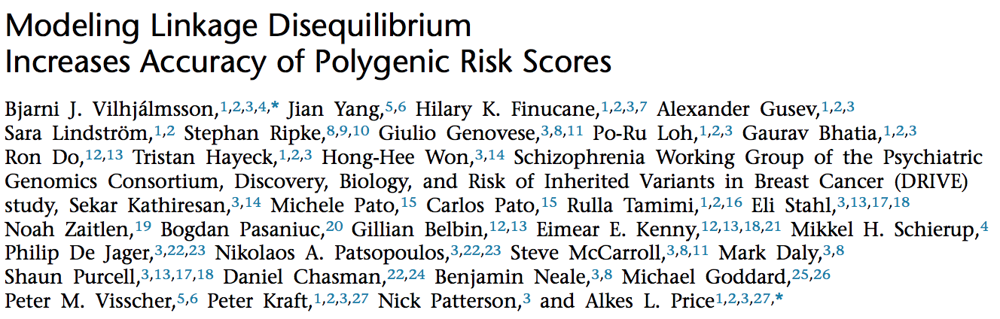 Modeling Linkage Disequilibrium
Increases Accuracy of Polygenic Risk Scores
Bjarni J. Vilhjálmsson,1,2,3,4,* Jian Yang,5,6 Hilary K. Finucane,1,2,3,7 Alexander Gusev,1,2,3
Sara Lindström,1,2 Stephan Ripke,8,9,10 Giulio Genovese,3,8,11 Po-Ru Loh,1,2,3 Gaurav Bhatia,1,2,3
Ron Do,12,13 Tristan Hayeck,1,2,3 Hong-Hee Won,3,14 Schizophrenia Working Group of the Psychiatric
Genomics Consortium, Discovery, Biology, and Risk of Inherited Variants in Breast Cancer (DRIVE)
study, Sekar Kathiresan,3,14 Michele Pato,15 Carlos Pato,15 Rulla Tamimi,1,2,16 Eli Stahl,3,13,17,18
Noah Zaitlen,19 Bogdan Pasaniuc,20 Gillian Belbin,12,13 Eimear E. Kenny,12,13,18,21 Mikkel H. Schierup,4
Philip De Jager,3,22,23 Nikolaos A. Patsopoulos,3,22,23 Steve McCarroll,3,8,11 Mark Daly,3,8
Shaun Purcell,3,13,17,18 Daniel Chasman,22,24 Benjamin Neale,3,8 Michael Goddard,25,26
Peter M. Visscher,5,6 Peter Kraft,1,2,3,27 Nick Patterson,3 and Alkes L. Price1,2,3,27,*